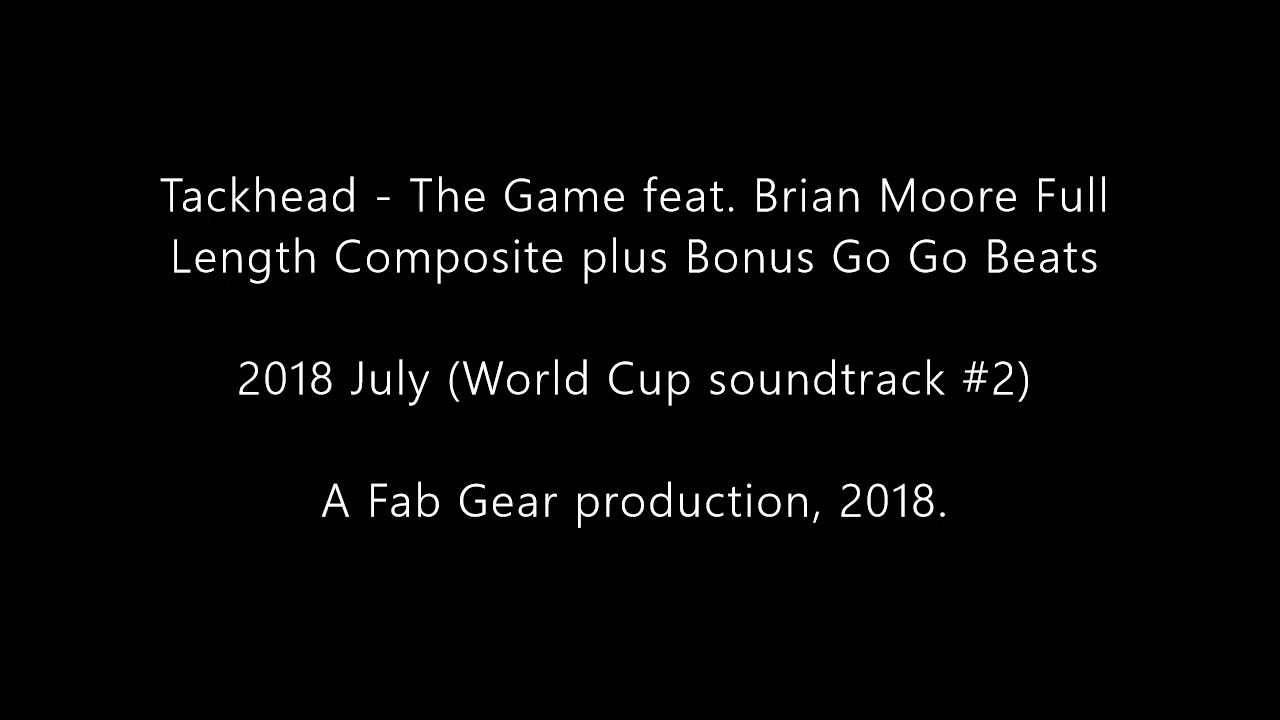 Tackhead - The Game feat. Brian Moore Full
Length Composite plus Bonus Go Go Beats
2018 July (World Cup soundtrack #2)
A Fab Gear production, 2018.